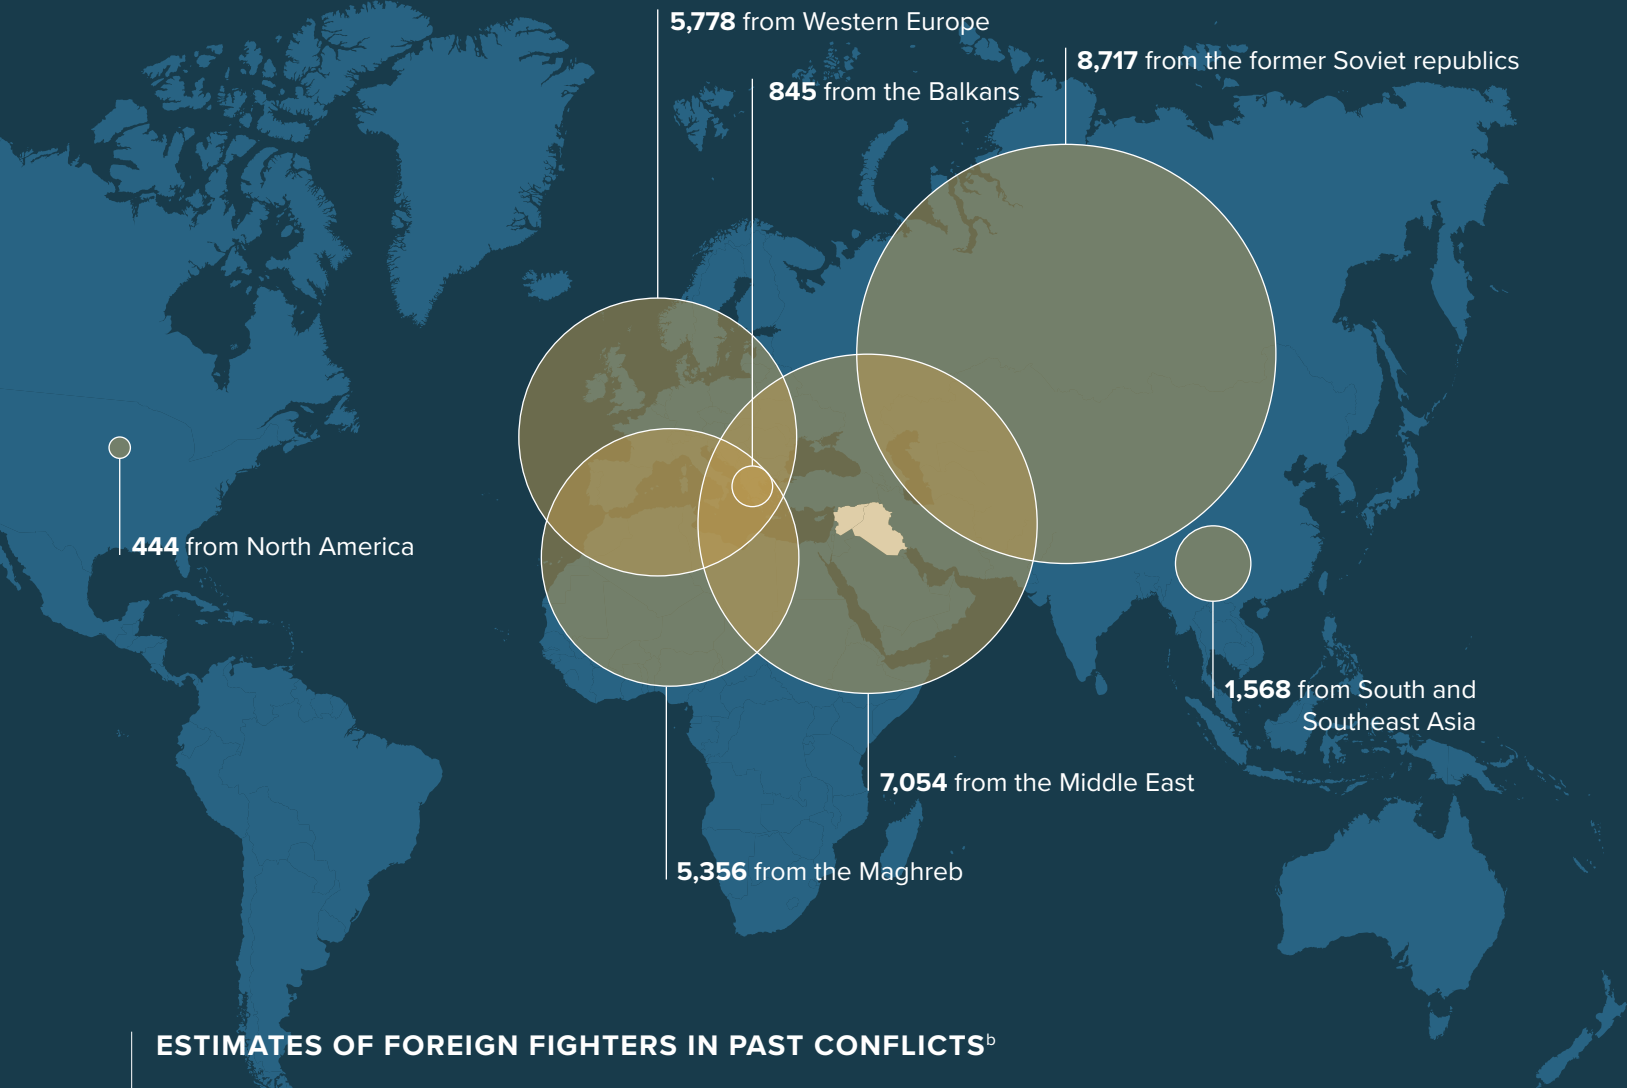 5,778 from Western Europe
8,717 from the former Soviet republics
845 from the Balkans
444 from North America
1,568 from South and
Southeast Asia
7,054 from the Middle East
5,356 from the Maghreb
ESTIMATES OF FOREIGN FIGHTERS IN PAST CONFLICTSᵇ